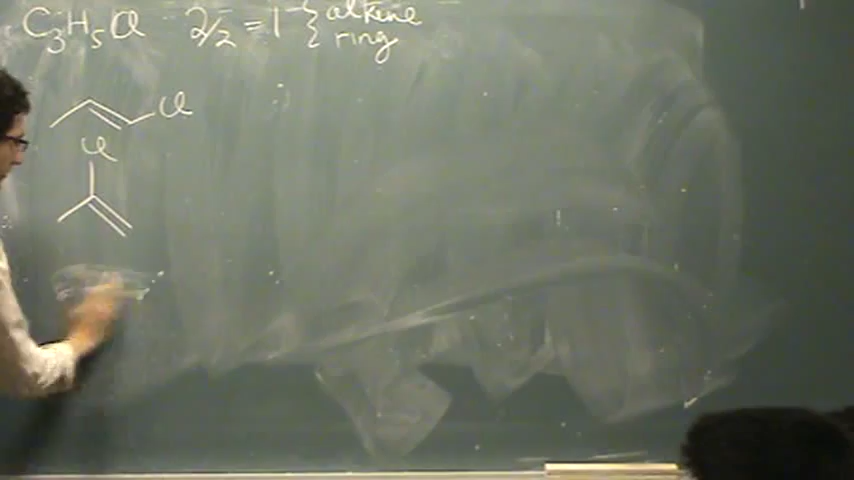 C3H5Cl 2/2 = 1 { alkene
ring
Cl
Cl